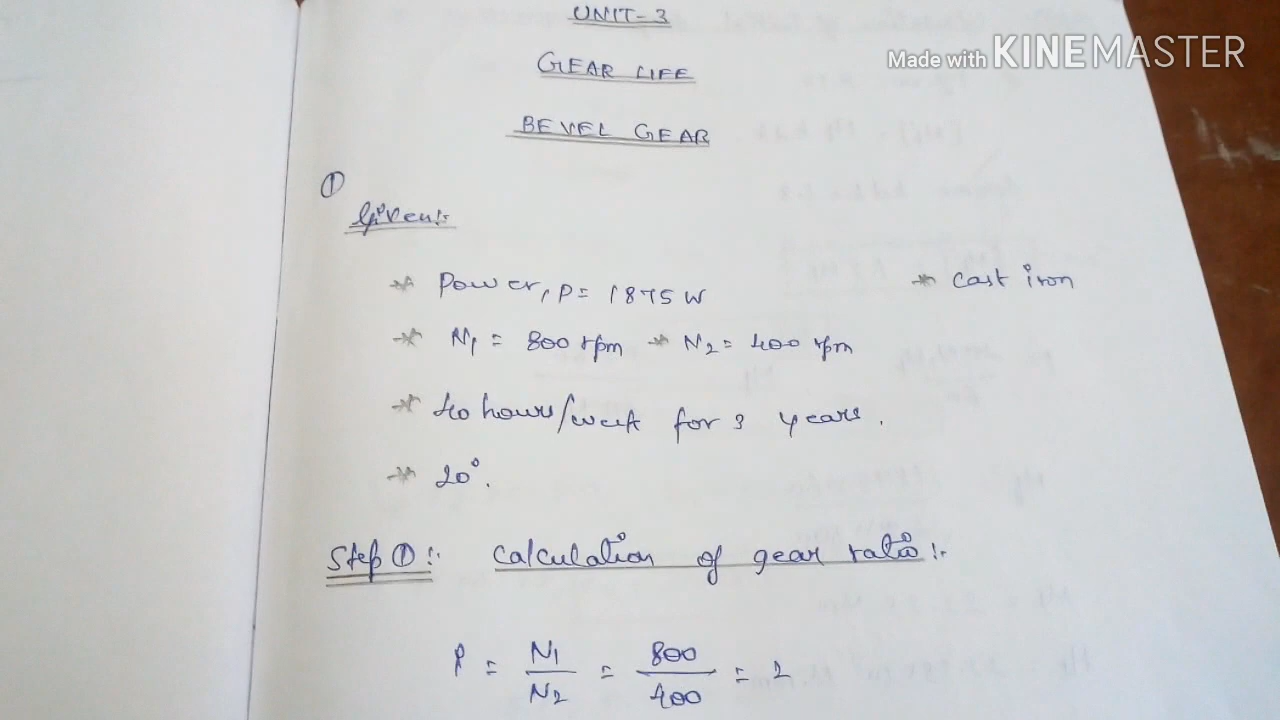 UNIT-3
Made with KINEMASTER
GEAR LIFE
BEVEL GEAR
①
Given:-
* Power, P = 1875 W * Cast iron
* N1 = 800 rpm * N2 = 400 rpm
* 40 hours/week for 3 years.
* 20°.
Step ①:- Calculation of gear ratio:-
i = N1/N2 = 800/400 = 2